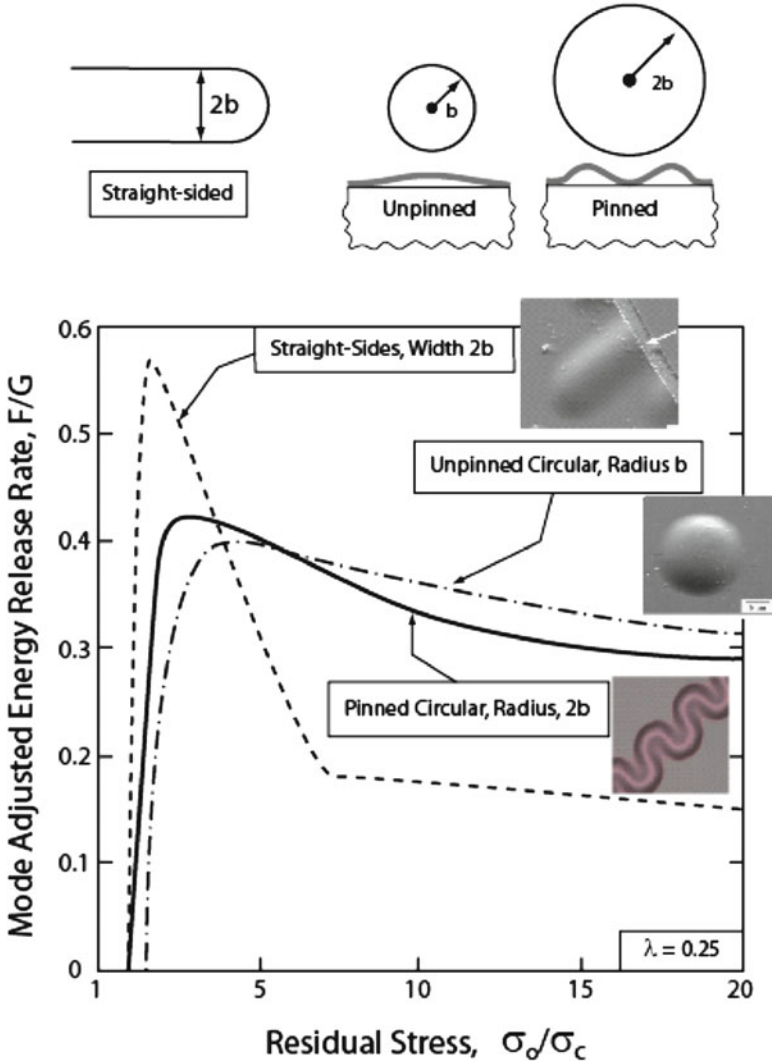 2b
b
2b
Straight-sided
Unpinned
Pinned
0.6
Straight-Sides, Width 2b
0.5
Unpinned Circular, Radius b
0.4
0.3
Pinned Circular, Radius, 2b
0.2
0.1
λ = 0.25
0
1
5
10
15
20
Mode Adjusted Energy Release Rate, F/G
Residual Stress, σo/σc